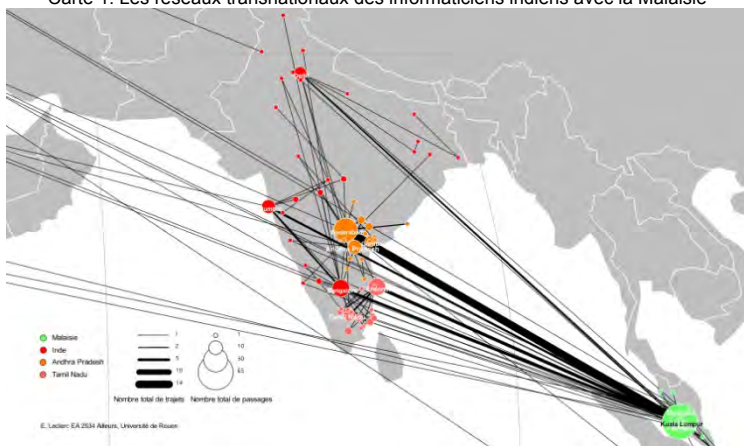 Carte 1. Les réseaux transnationaux des informaticiens indiens avec la Malaisie
Kuala Lumpur
Malaisie
Inde
Andhra Pradesh
Tamil Nadu
1
2
5
10
14
1
10
30
65
Nombre total de trajets
Nombre total de passages
E. Leclerc EA 2534 Ailleurs, Université de Rouen